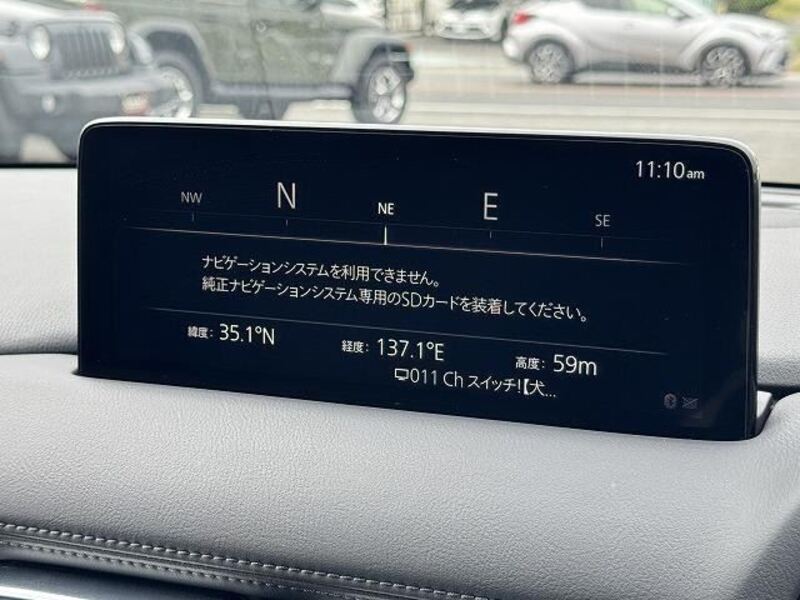 11:10am
NW N NE E SE
ナビゲーションシステムを利用できません。
純正ナビゲーションシステム専用のSDカードを装着してください。
緯度: 35.1°N 経度: 137.1°E 高度: 59m
011 Ch スイッチ!【犬...